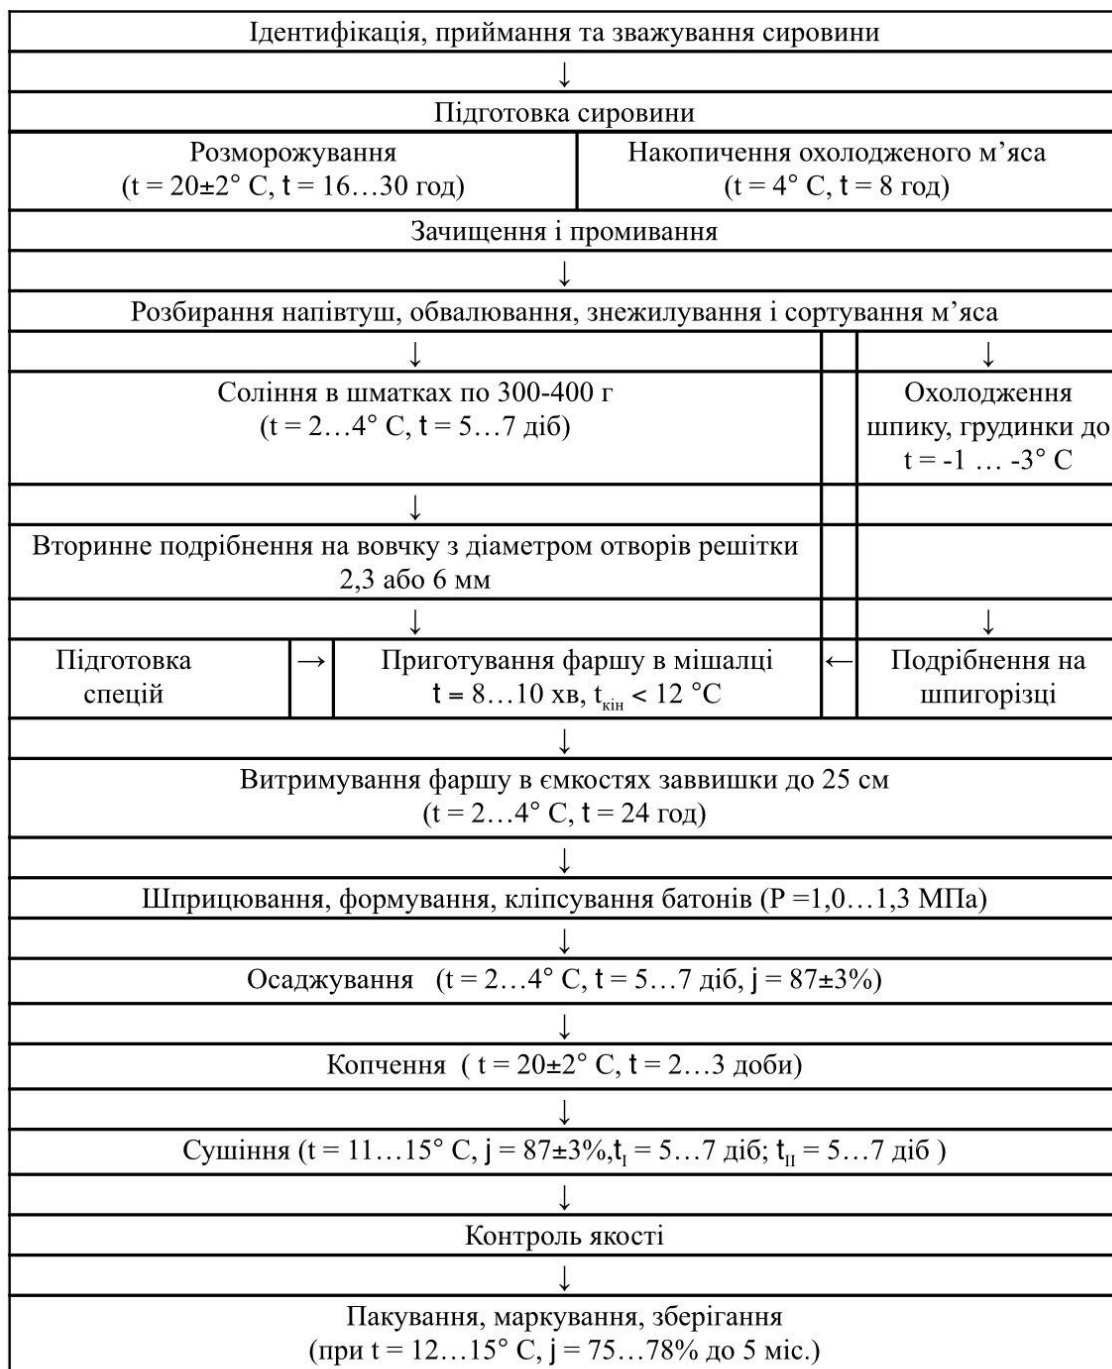 Ідентифікація, приймання та зважування сировини
↓
Підготовка сировини
Розморожування
(t = 20±2° С, t = 16…30 год)
Накопичення охолодженого м’яса
(t = 4° С, t = 8 год)
Зачищення і промивання
↓
Розбирання напівтуш, обвалювання, знежилування і сортування м’яса
↓
↓
Соління в шматках по 300-400 г
(t = 2…4° С, t = 5…7 діб)
Охолодження
шпику, грудинки до
t = -1 … -3° С
↓
Вторинне подрібнення на вовчку з діаметром отворів решітки
2,3 або 6 мм
↓
↓
Підготовка
спецій
→
Приготування фаршу в мішалці
t = 8…10 хв, tкін < 12 °С
←
Подрібнення на
шпигорізці
↓
Витримування фаршу в ємкостях заввишки до 25 см
(t = 2…4° С, t = 24 год)
↓
Шприцювання, формування, кліпсування батонів (Р =1,0…1,3 МПа)
↓
Осаджування (t = 2…4° С, t = 5…7 діб, j = 87±3%)
↓
Копчення ( t = 20±2° С, t = 2…3 доби)
↓
Сушіння (t = 11…15° С, j = 87±3%,tI = 5…7 діб; tII = 5…7 діб )
↓
Контроль якості
↓
Пакування, маркування, зберігання
(при t = 12…15° С, j = 75…78% до 5 міс.)